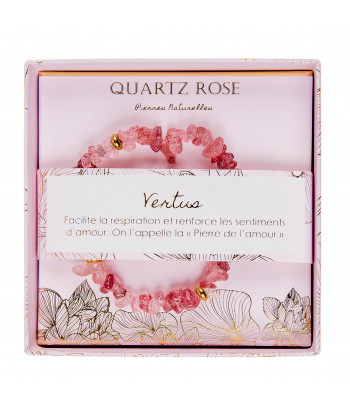 QUARTZ ROSE
Pierres Naturelles
Vertus
Facilite la respiration et renforce les sentiments
d'amour. On l'appelle la « Pierre de l'amour »